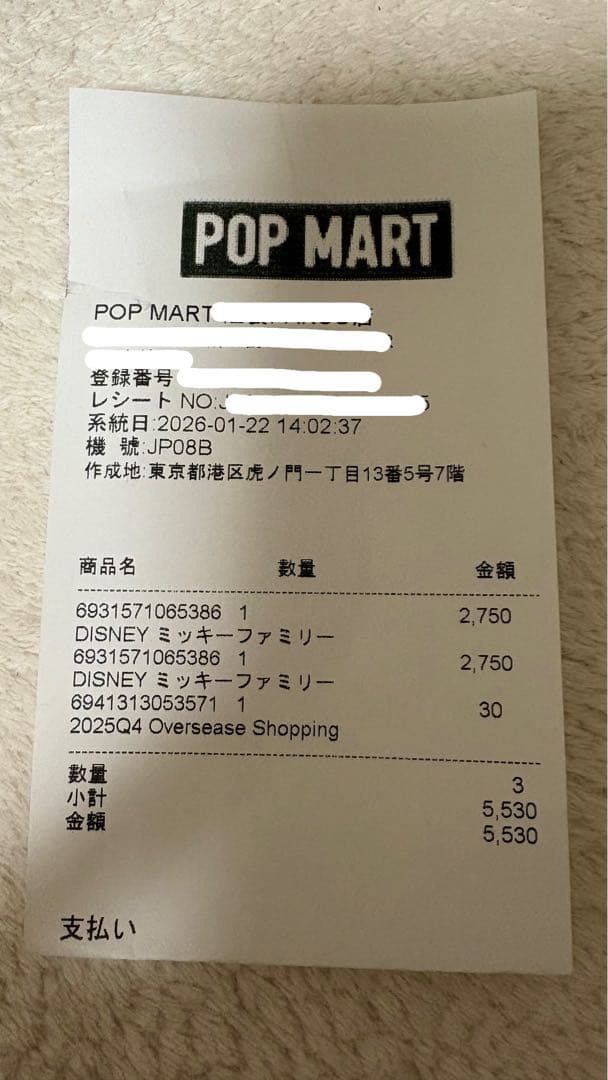 POP MART
POP MART 店
登録番号
レシート NO:
系統日:2026-01-22 14:02:37
機 號:JP08B
作成地:東京都港区虎ノ門一丁目13番5号7階
商品名 數量 金額
6931571065386 1 2,750
DISNEY ミッキーファミリー
6931571065386 1 2,750
DISNEY ミッキーファミリー
6941313053571 1 30
2025Q4 Oversease Shopping
數量 3
小計 5,530
金額 5,530
支払い